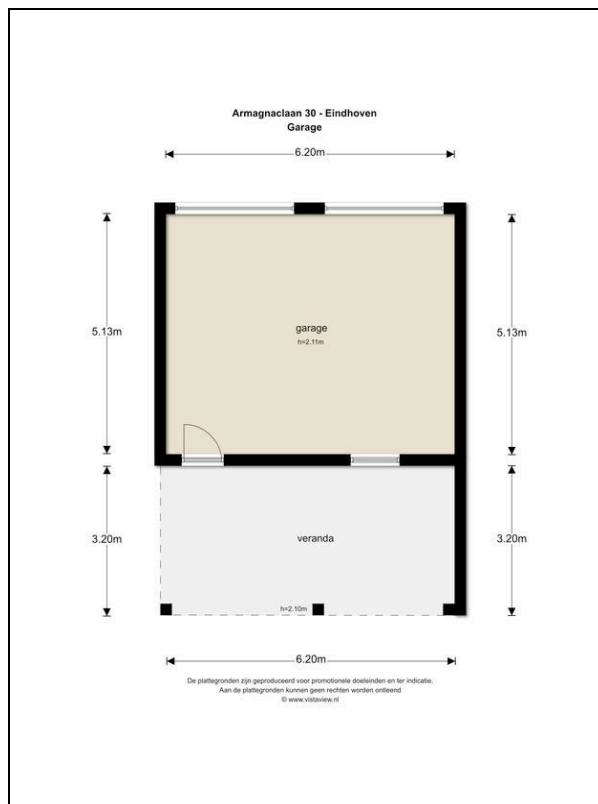 Armagnaclaan 30 - Eindhoven
Garage
6.20m
5.13m
5.13m
garage
h=2.11m
3.20m
veranda
3.20m
h=2.10m
6.20m
De plattegronden zijn geproduceerd voor promotionele doeleinden en ter indicatie.
Aan de plattegronden kunnen geen rechten worden ontleend
© www.vistaview.nl